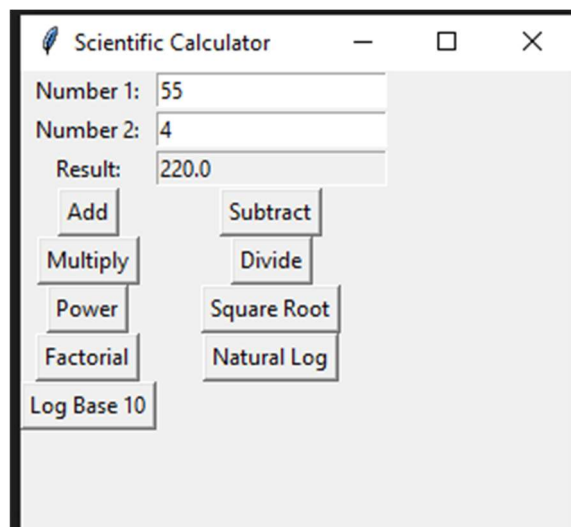 Scientific Calculator
Number 1: 55
Number 2: 4
Result: 220.0
Add Subtract
Multiply Divide
Power Square Root
Factorial Natural Log
Log Base 10